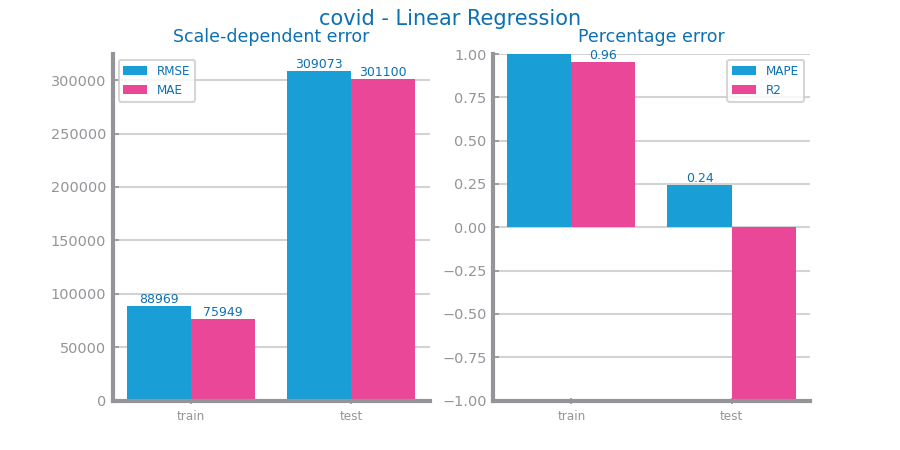 covid - Linear Regression
Scale-dependent error
RMSE
MAE
300000
250000
200000
150000
100000
50000
0
88969
75949
309073
301100
train
test
Percentage error
MAPE
R2
1.00
0.75
0.50
0.25
0.00
−0.25
−0.50
−0.75
−1.00
0.96
0.24
train
test